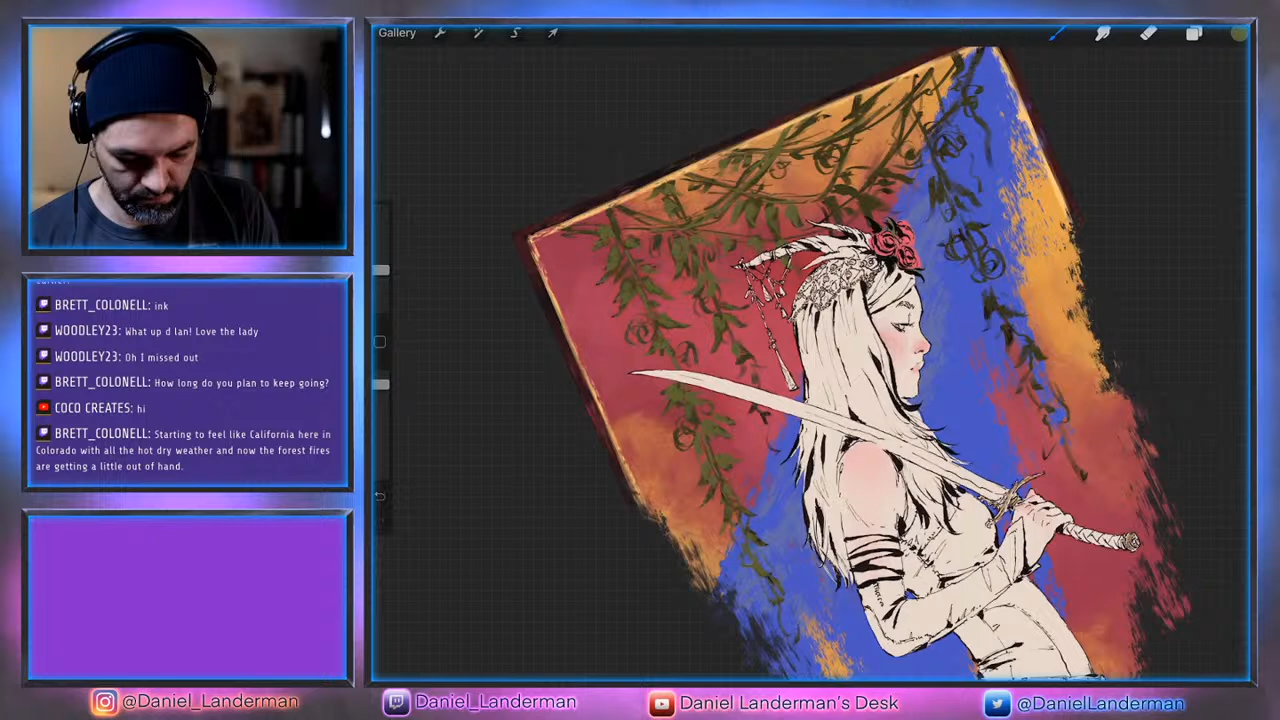 Gallery
BRETT_COLONELL: ink
WOODLEY23: What up d lan! Love the lady
WOODLEY23: Oh I missed out
BRETT_COLONELL: How long do you plan to keep going?
COCO CREATES: hi
BRETT_COLONELL: Starting to feel like California here in
Colorado with all the hot dry weather and now the forest fires
are getting a little out of hand.
@Daniel_Landerman
Daniel_Landerman
Daniel Landerman's Desk
@DanielLanderman